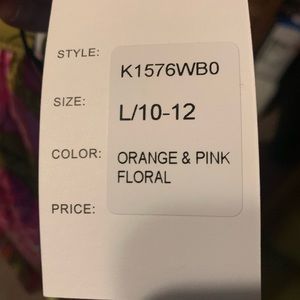 STYLE: K1576WB0
SIZE: L/10-12
COLOR: ORANGE & PINK
FLORAL
PRICE: